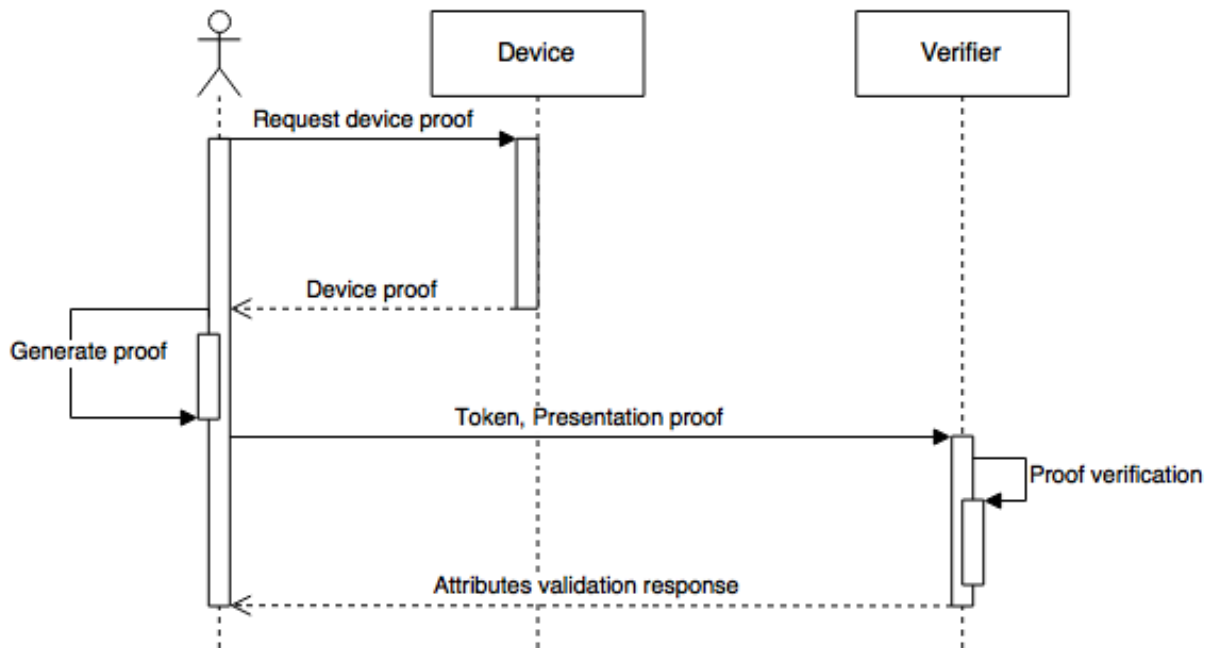 Device
Verifier
Request device proof
Device proof
Generate proof
Token, Presentation proof
Proof verification
Attributes validation response